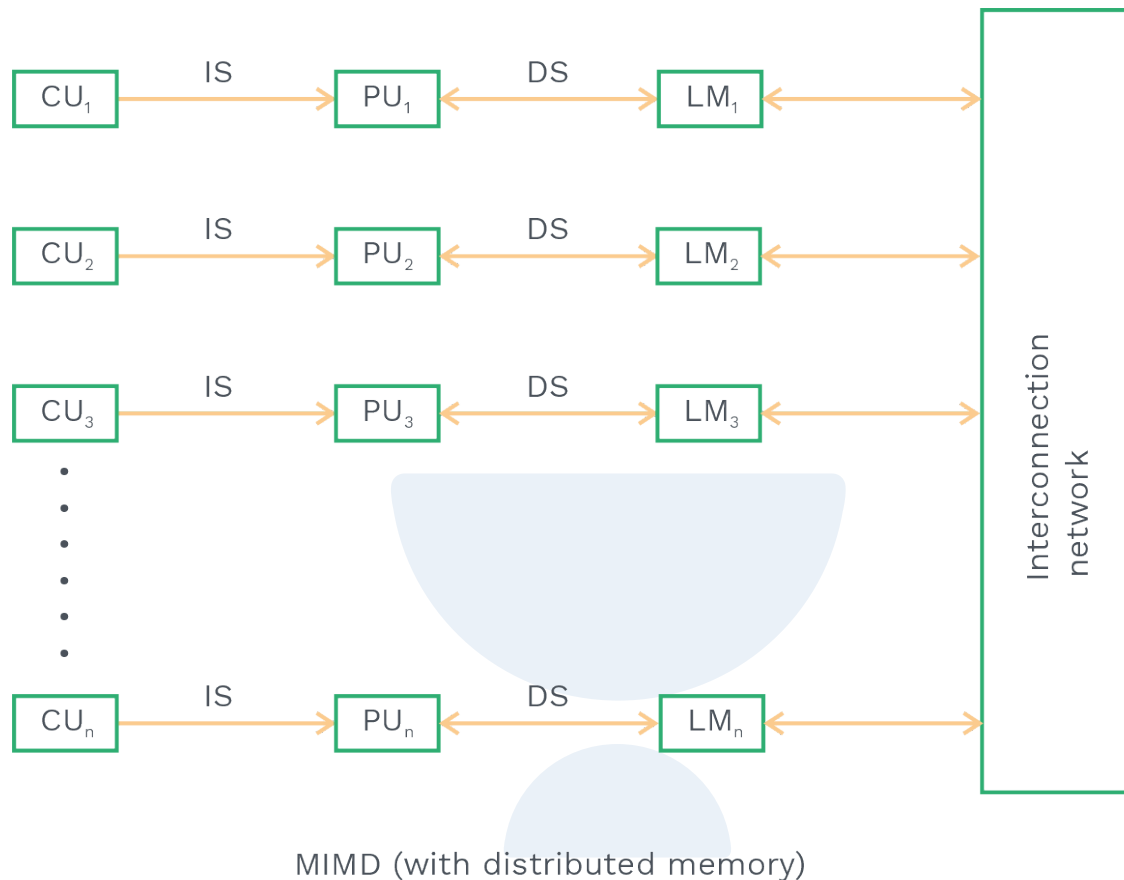 IS DS
CU₁ PU₁ LM₁
IS DS
CU₂ PU₂ LM₂
IS DS
CU₃ PU₃ LM₃
IS DS
CUₙ PUₙ LMₙ
Interconnection
network
MIMD (with distributed memory)